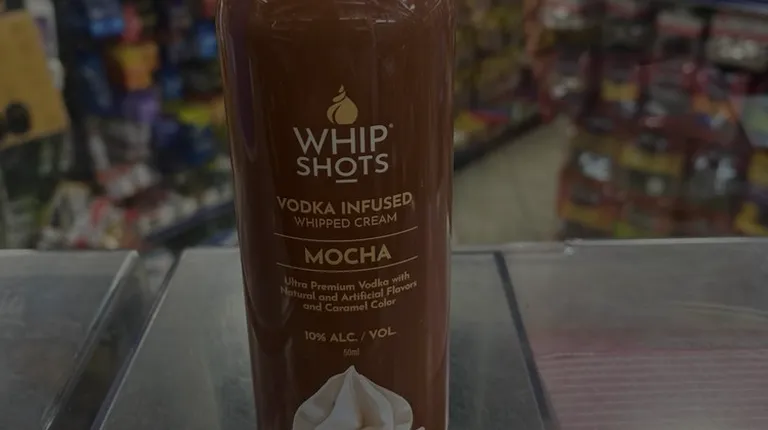 WHIP
SHOTS
VODKA INFUSED
WHIPPED CREAM
MOCHA
Ultra Premium Vodka with
Natural and Artificial Flavors
and Caramel Color
10% ALC. / VOL.
50ml